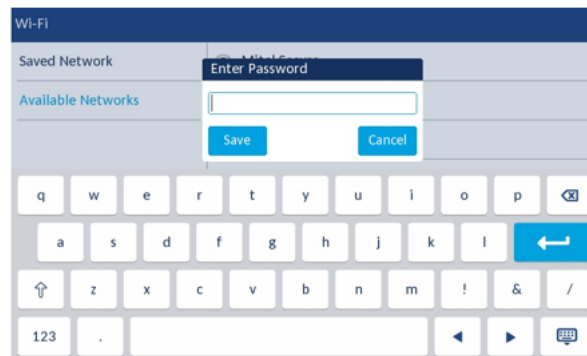 Wi-Fi
Saved Network
Enter Password
Available Networks
Save Cancel
q w e r t y u i o p
a s d f g h j k l
z x c v b n m ! & /
123 .